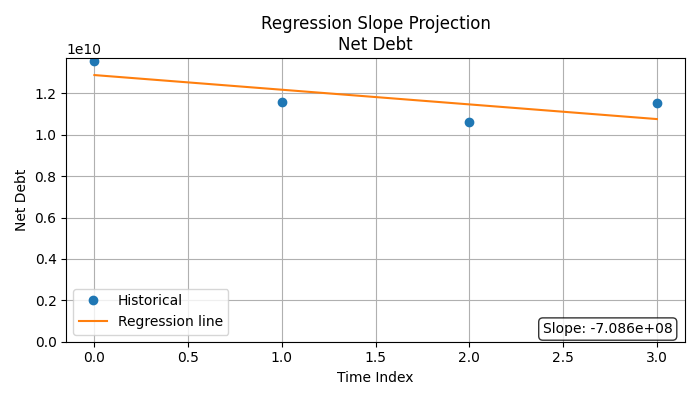 Regression Slope Projection
Net Debt
1e10
1.2
1.0
0.8
0.6
0.4
0.2
0.0
Net Debt
Historical
Regression line
Slope: -7.086e+08
0.0 0.5 1.0 1.5 2.0 2.5 3.0
Time Index